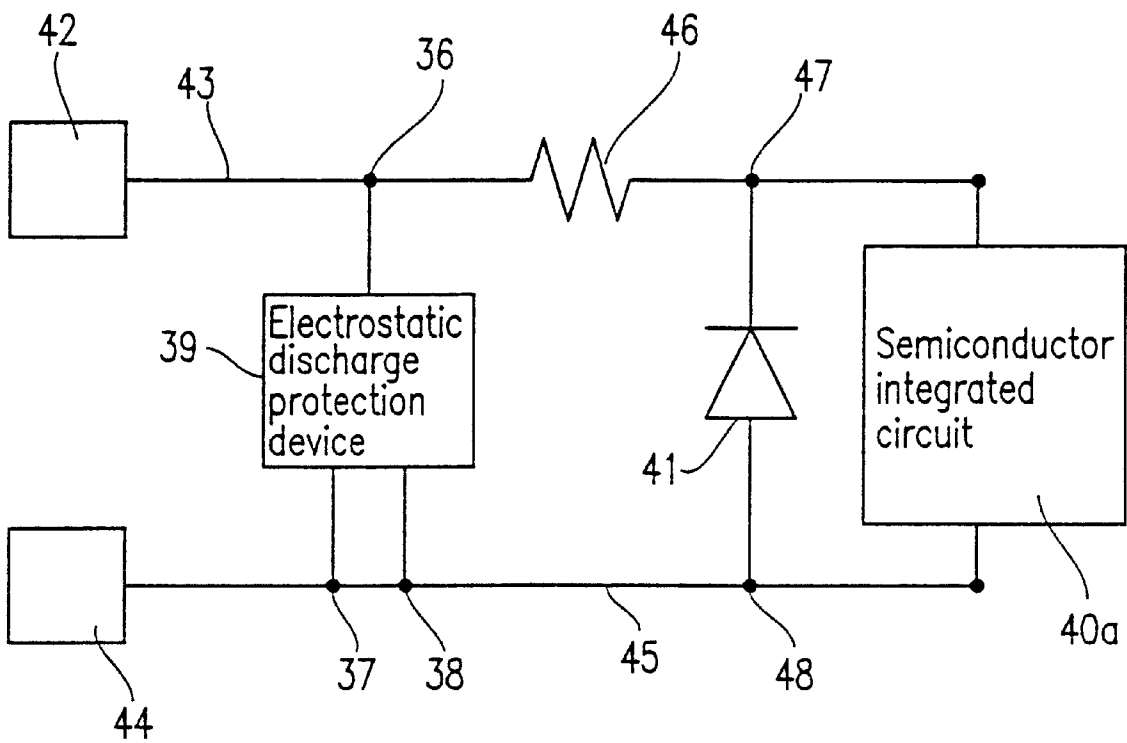 42
43
36
46
47
39
Electrostatic
discharge
protection
device
41
Semiconductor
integrated
circuit
40a
44
37
38
45
48